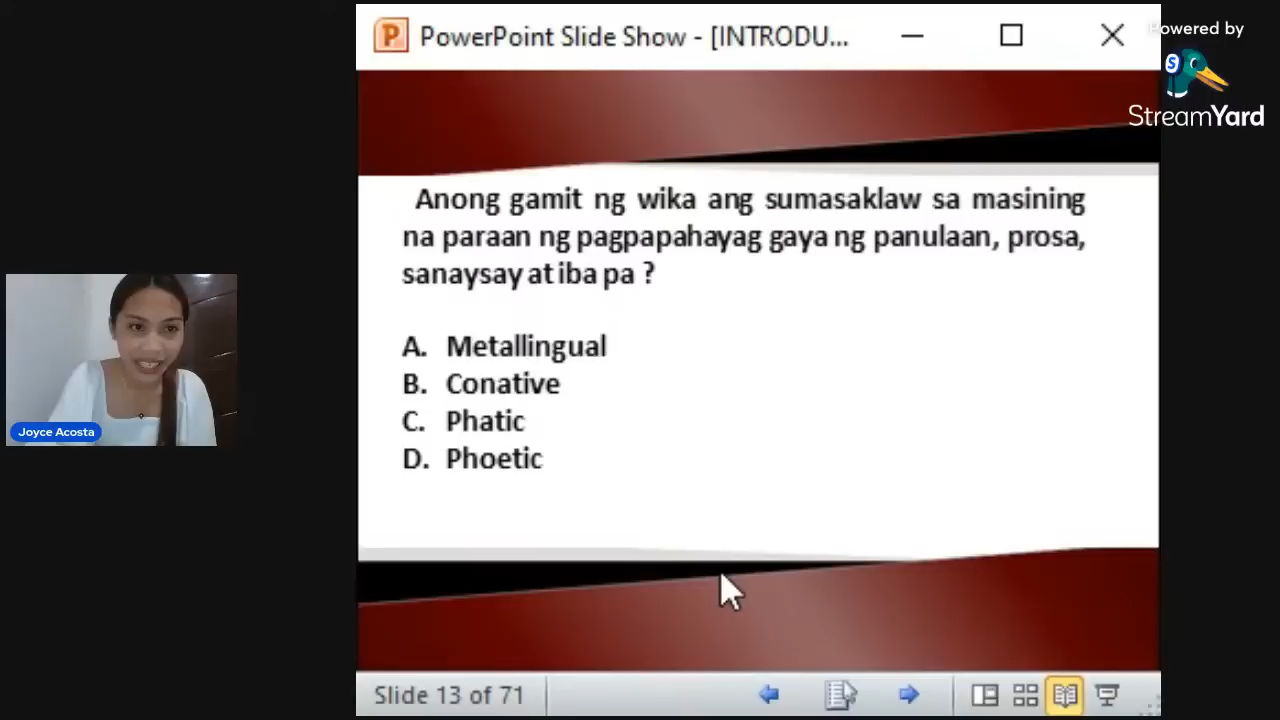 PowerPoint Slide Show - [INTRODU...
Powered by
StreamYard
Anong gamit ng wika ang sumasaklaw sa masining
na paraan ng pagpapahayag gaya ng panulaan, prosa,
sanaysay at iba pa ?
A. Metallingual
B. Conative
C. Phatic
D. Phoetic
Joyce Acosta
Slide 13 of 71